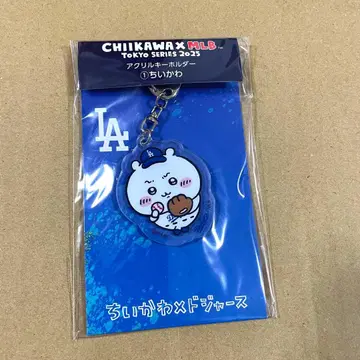 CHIIKAWA X MLB
TOKYO SERIES 2025
アクリルキーホルダー
①ちいかわ
LA
LA
ちいかわ×ドジャース